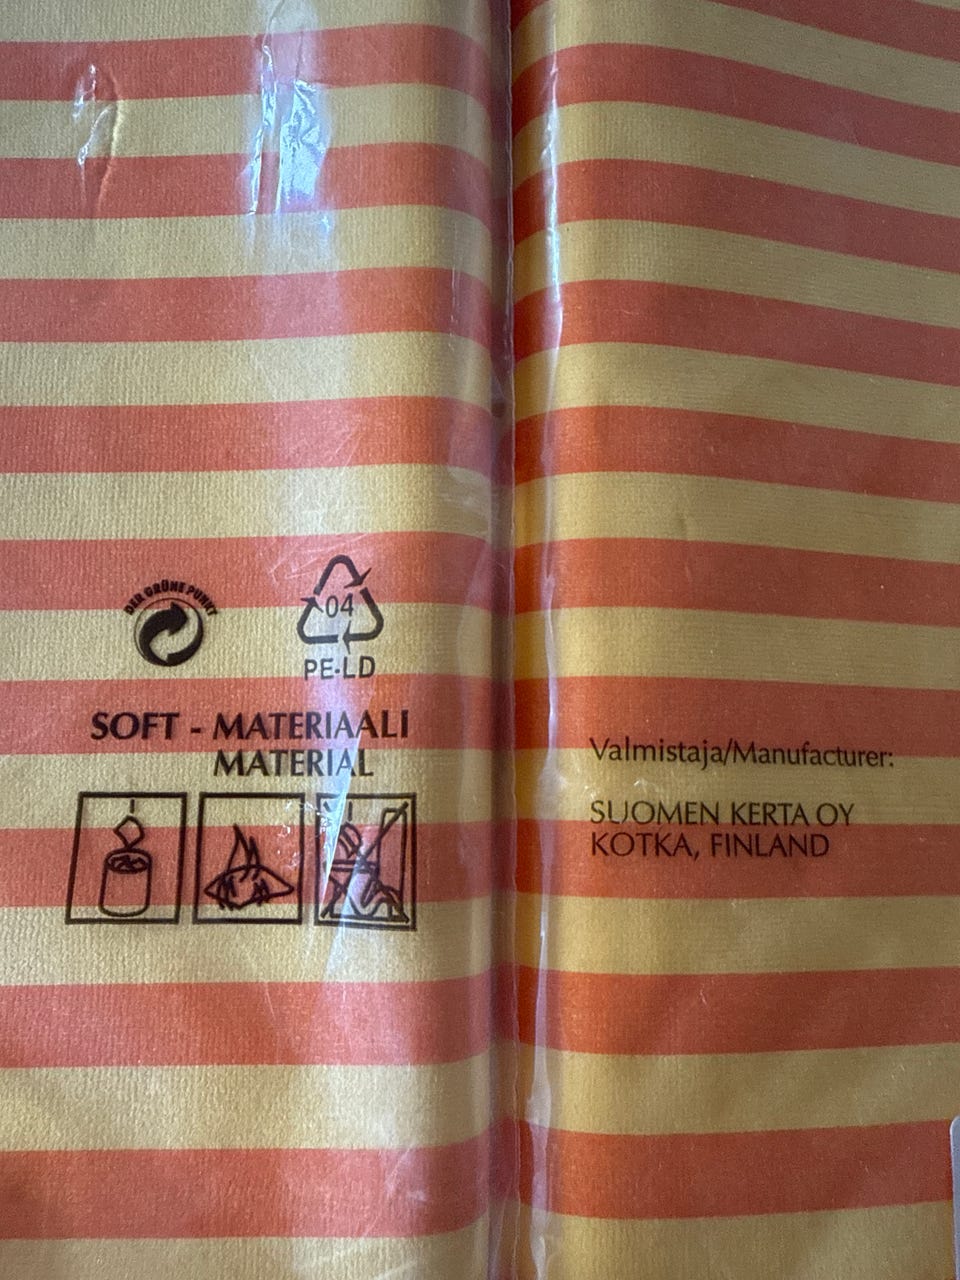 DER GRÜNE PUNKT
04
PE-LD
SOFT - MATERIAALI
MATERIAL
Valmistaja/Manufacturer:
SUOMEN KERTA OY
KOTKA, FINLAND